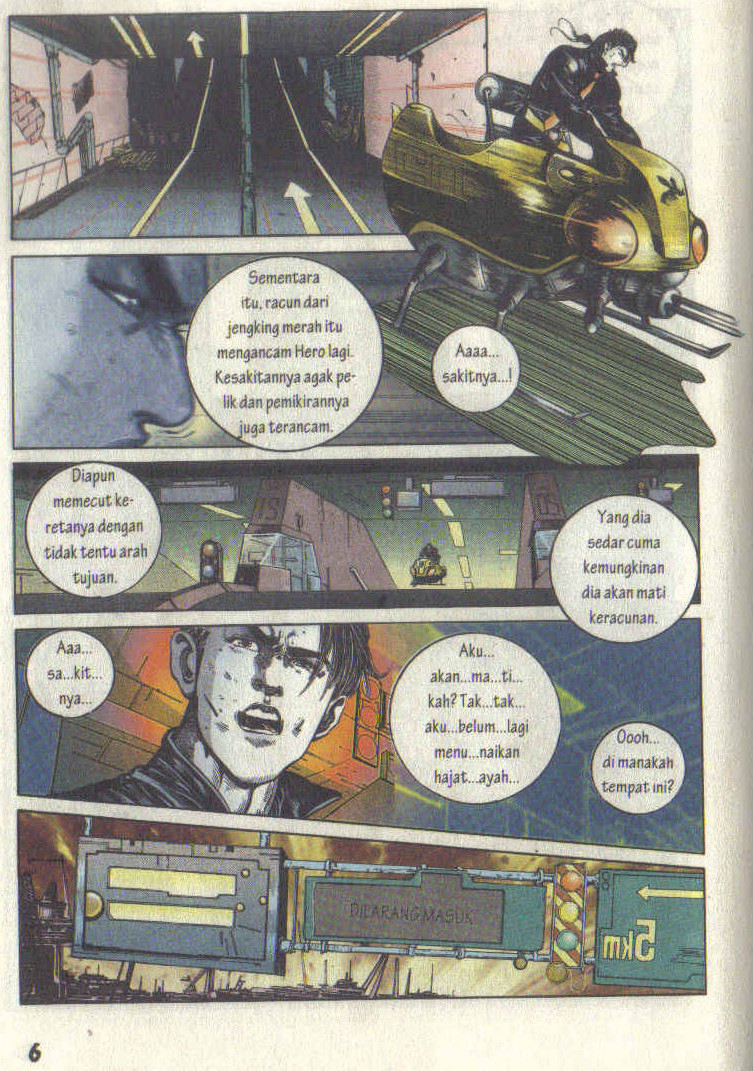 Sementara
itu, racun dari
jengking merah itu
mengancam Hero lagi.
Kesakitannya agak pe-
lik dan pemikirannya
juga terancam.
Aaaa...
sakitnya...!
Diapun
memecut ke-
retanya dengan
tidak tentu arah
tujuan.
Yang dia
sedar cuma
kemungkinan
dia akan mati
keracunan.
Aaa...
sa...kit...
nya...
Aku...
akan...ma...ti...
kah? Tak...tak...
aku...belum...lagi
menu...naikan
hajat...ayah...
Oooh...
di manakah
tempat ini?
DILARANG MASUK
5km
6